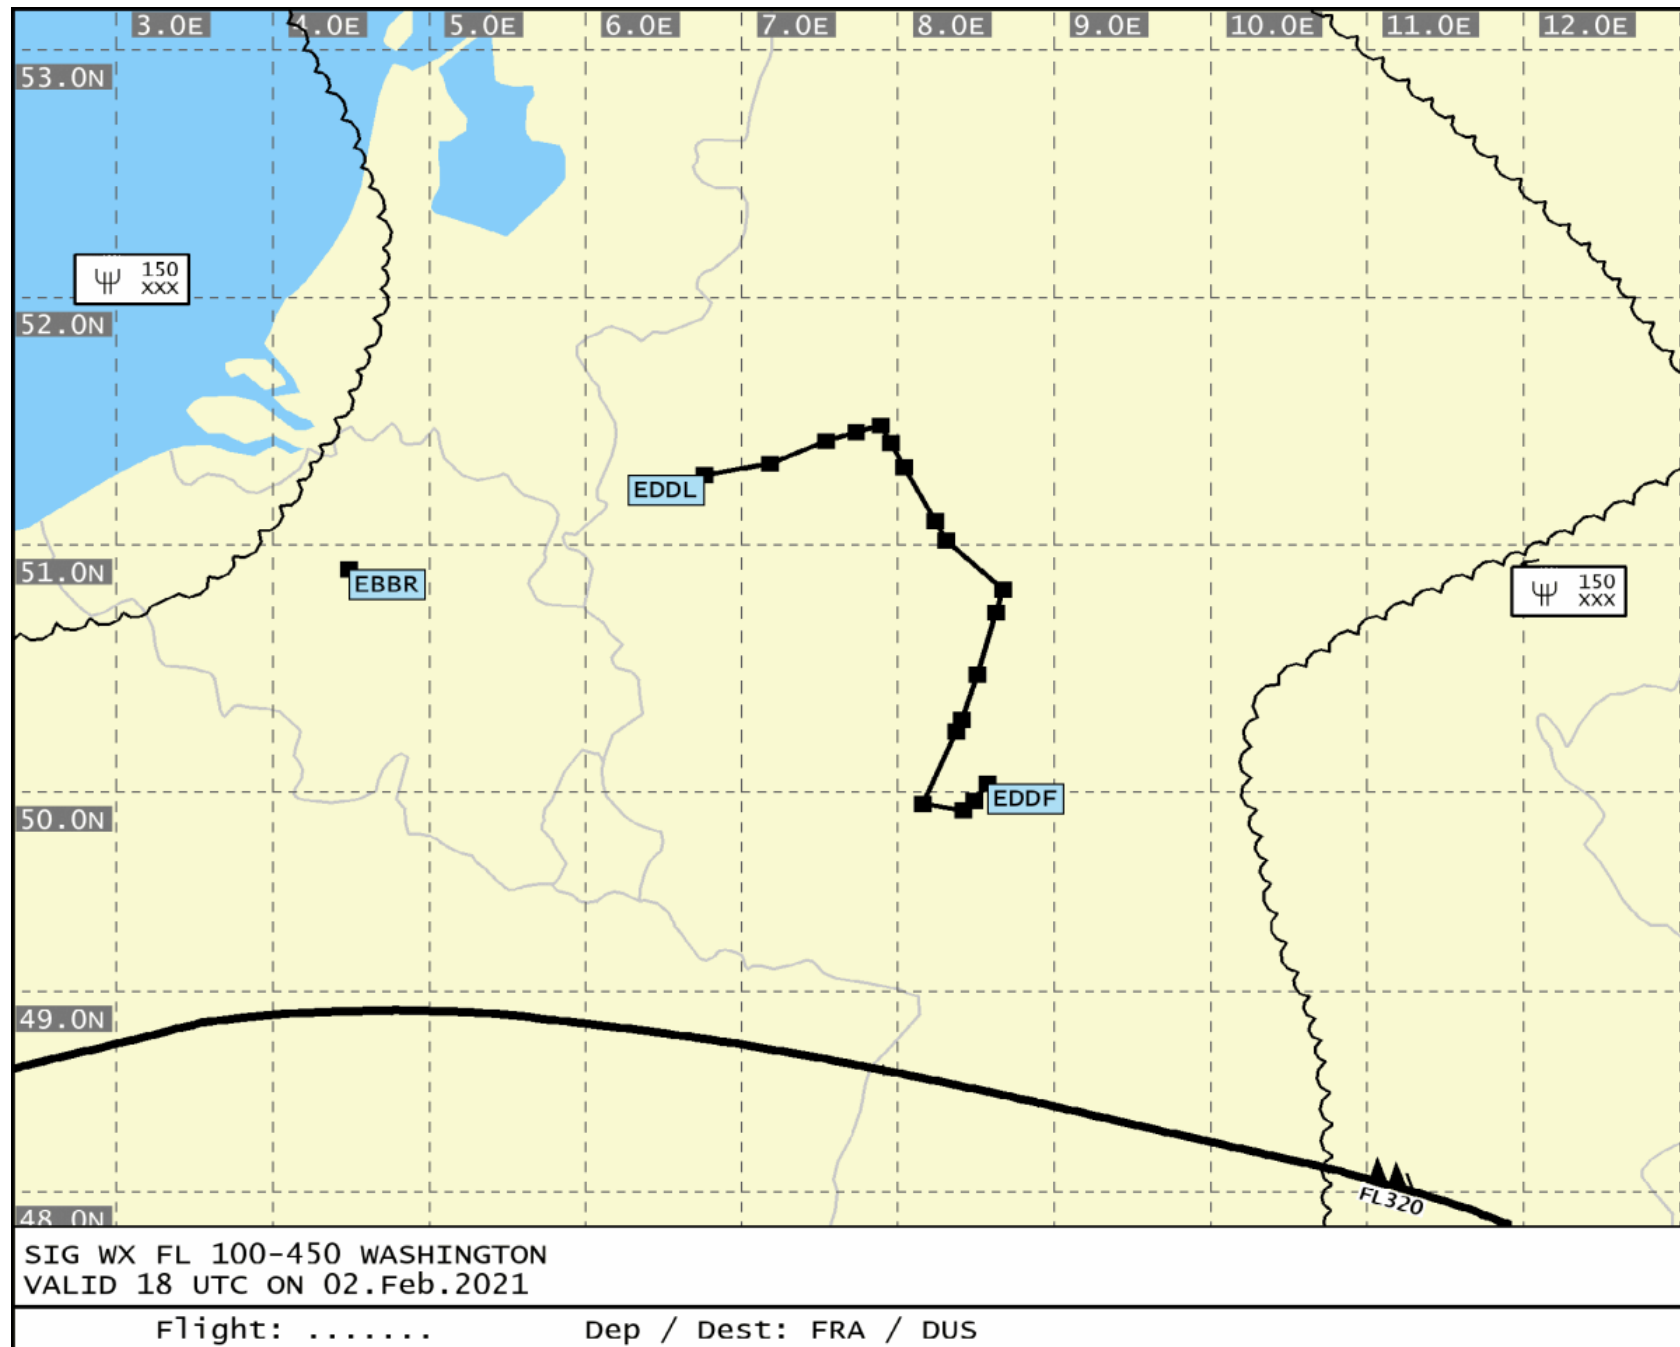 3.0E 4.0E 5.0E 6.0E 7.0E 8.0E 9.0E 10.0E 11.0E 12.0E
53.0N
150
XXX
52.0N
EDDL
51.0N
EBBR
150
XXX
50.0N
EDDF
49.0N
FL320
48.0N
SIG WX FL 100-450 WASHINGTON
VALID 18 UTC ON 02.Feb.2021
Flight: ....... Dep / Dest: FRA / DUS